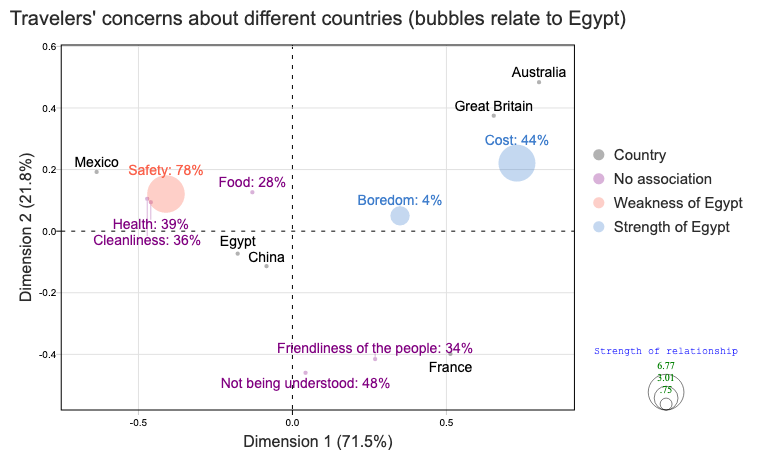 Travelers' concerns about different countries (bubbles relate to Egypt)
0.6
0.4
0.2
0.0
-0.2
-0.4
Dimension 2 (21.8%)
Australia
Great Britain
Cost: 44%
Mexico
Safety: 78%
Food: 28%
Boredom: 4%
Health: 39%
Cleanliness: 36%
Egypt
China
Friendliness of the people: 34%
France
Not being understood: 48%
-0.5
0.0
0.5
Dimension 1 (71.5%)
Country
No association
Weakness of Egypt
Strength of Egypt
Strength of relationship
6.77
3.01
.75